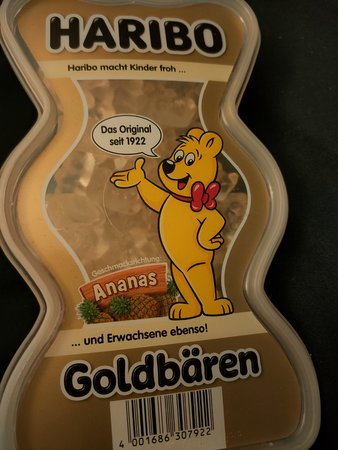 HARIBO
Haribo macht Kinder froh ...
Das Original
seit 1922
Geschmacksrichtung:
Ananas
... und Erwachsene ebenso!
Goldbären
4 001686 307922